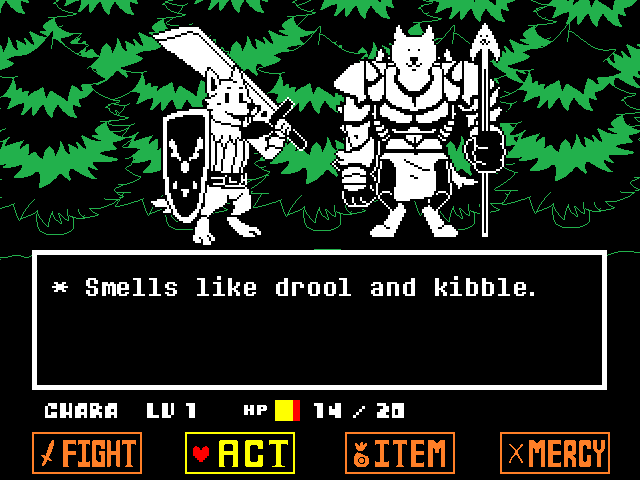 * Smells like drool and kibble.
CHARA LV 1 HP 14 / 20
FIGHT ACT ITEM MERCY